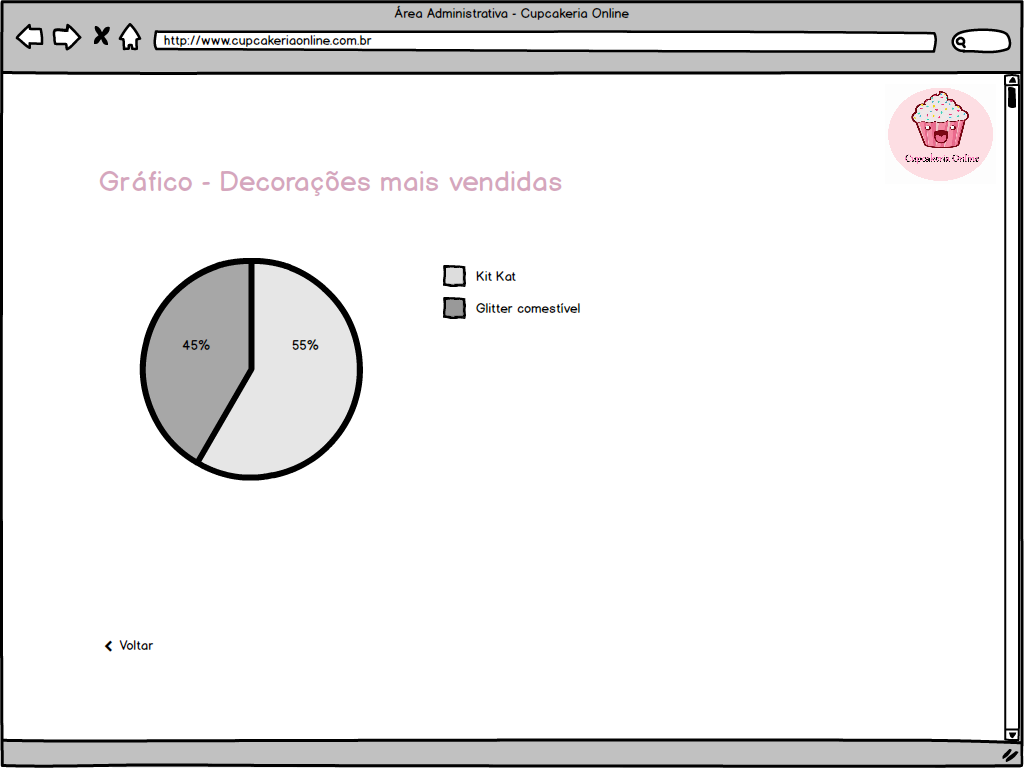 Área Administrativa - Cupcakeria Online
http://www.cupcakeriaonline.com.br
Cupcakeria Online
Gráfico - Decorações mais vendidas
Kit Kat
Glitter comestível
45%
55%
Voltar